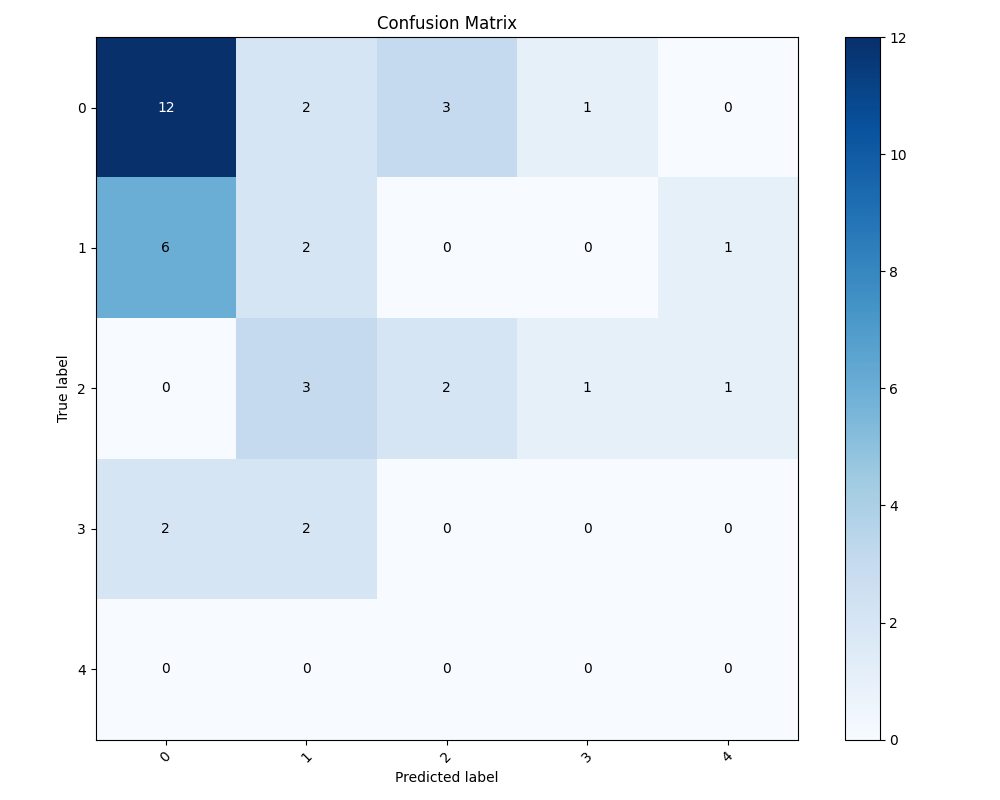 Confusion Matrix
0 12 2 3 1 0
1 6 2 0 0 1
2 0 3 2 1 1
3 2 2 0 0 0
4 0 0 0 0 0
0 1 2 3 4
True label
Predicted label
12
10
8
6
4
2
0